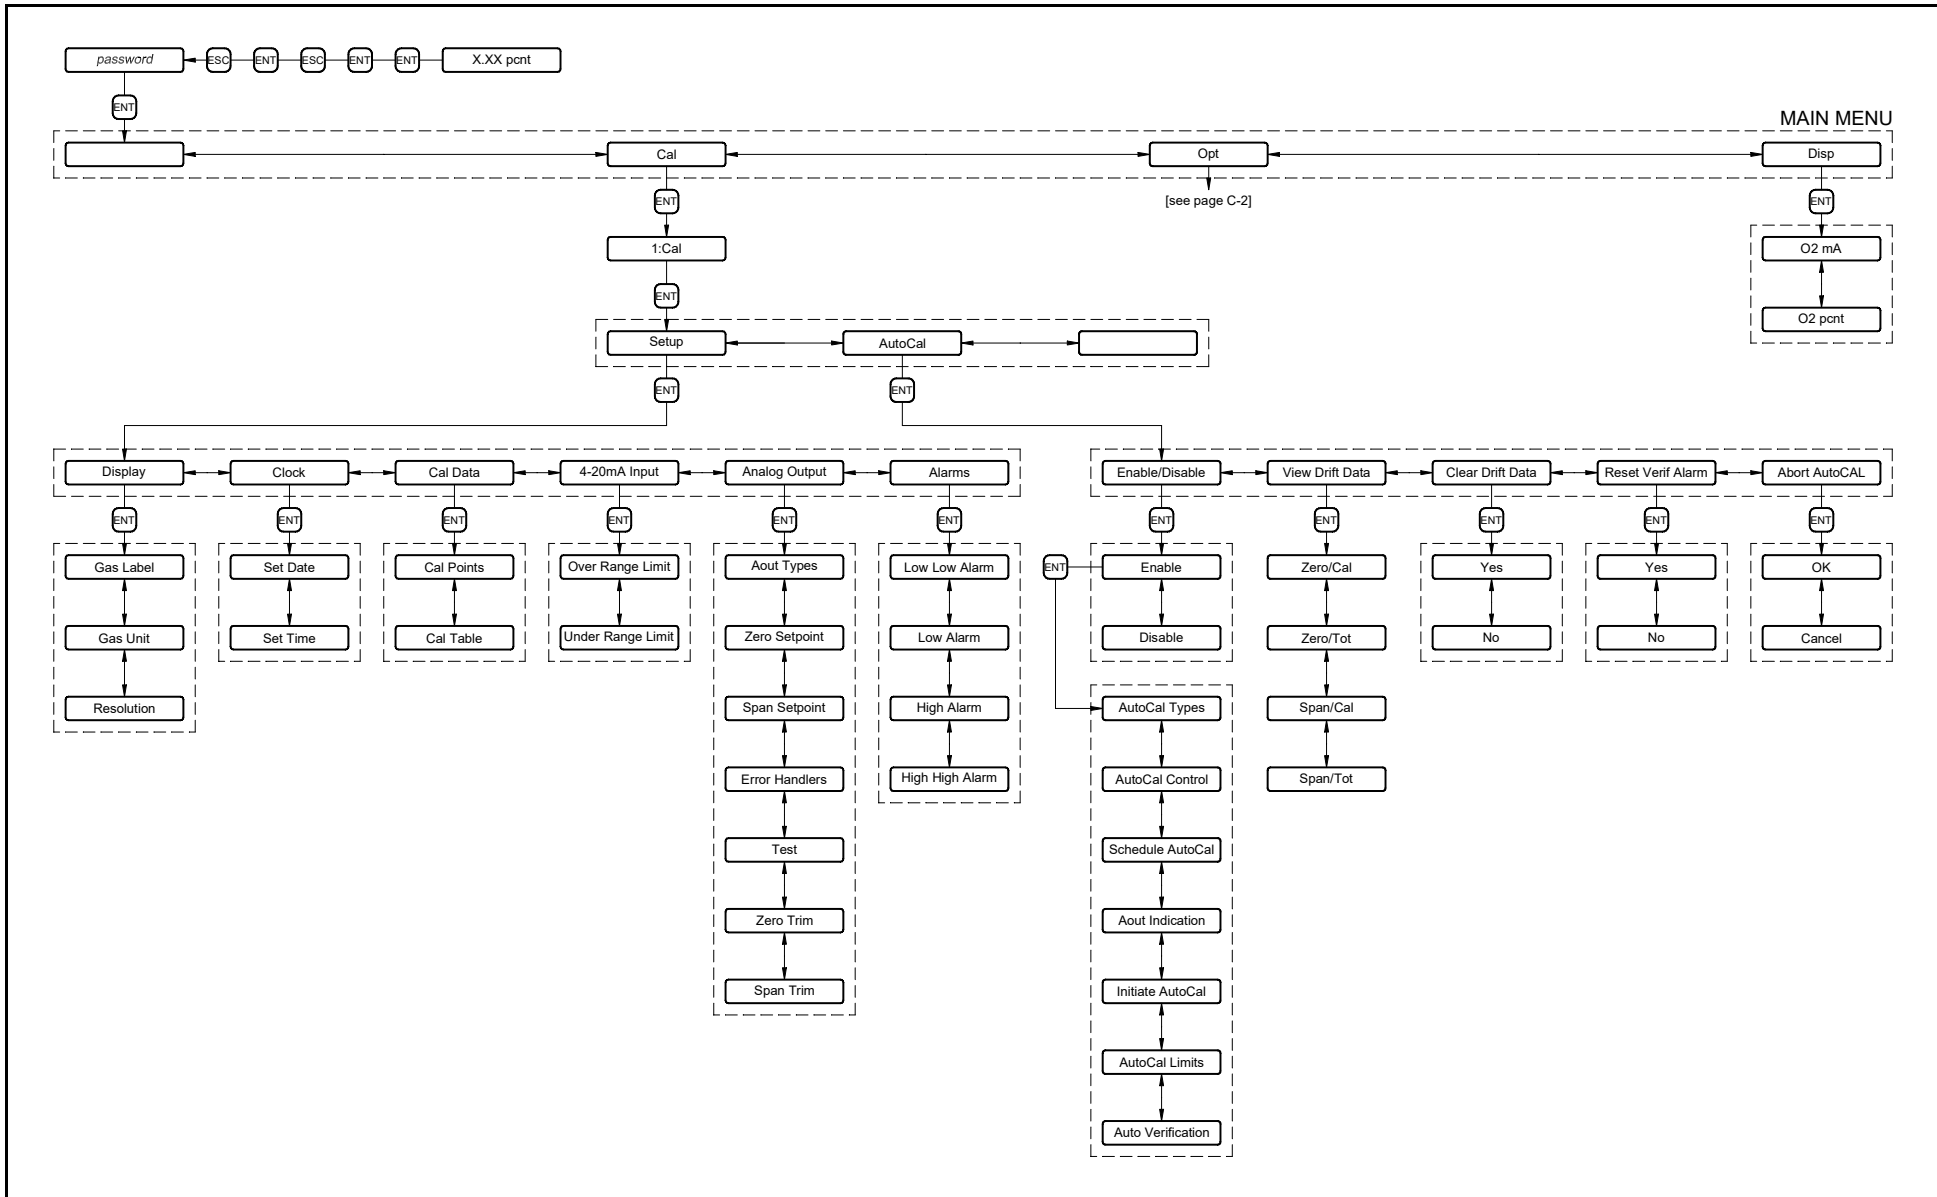 password ESC ENT ESC ENT ENT X.XX pcnt
ENT
MAIN MENU
Cal Opt Disp
ENT [see page C-2] ENT
1:Cal O2 mA
ENT
O2 pcnt
Setup AutoCal
ENT ENT
Display Clock Cal Data 4-20mA Input Analog Output Alarms Enable/Disable View Drift Data Clear Drift Data Reset Verif Alarm Abort AutoCAL
ENT ENT ENT ENT ENT ENT ENT ENT ENT ENT ENT
Gas Label Set Date Cal Points Over Range Limit Aout Types Low Low Alarm ENT Enable Zero/Cal Yes Yes OK
Gas Unit Set Time Cal Table Under Range Limit Zero Setpoint Low Alarm Disable Zero/Tot No No Cancel
Resolution Span Setpoint High Alarm AutoCal Types Span/Cal
Error Handlers High High Alarm AutoCal Control Span/Tot
Test Schedule AutoCal
Zero Trim Aout Indication
Span Trim Initiate AutoCal
AutoCal Limits
Auto Verification